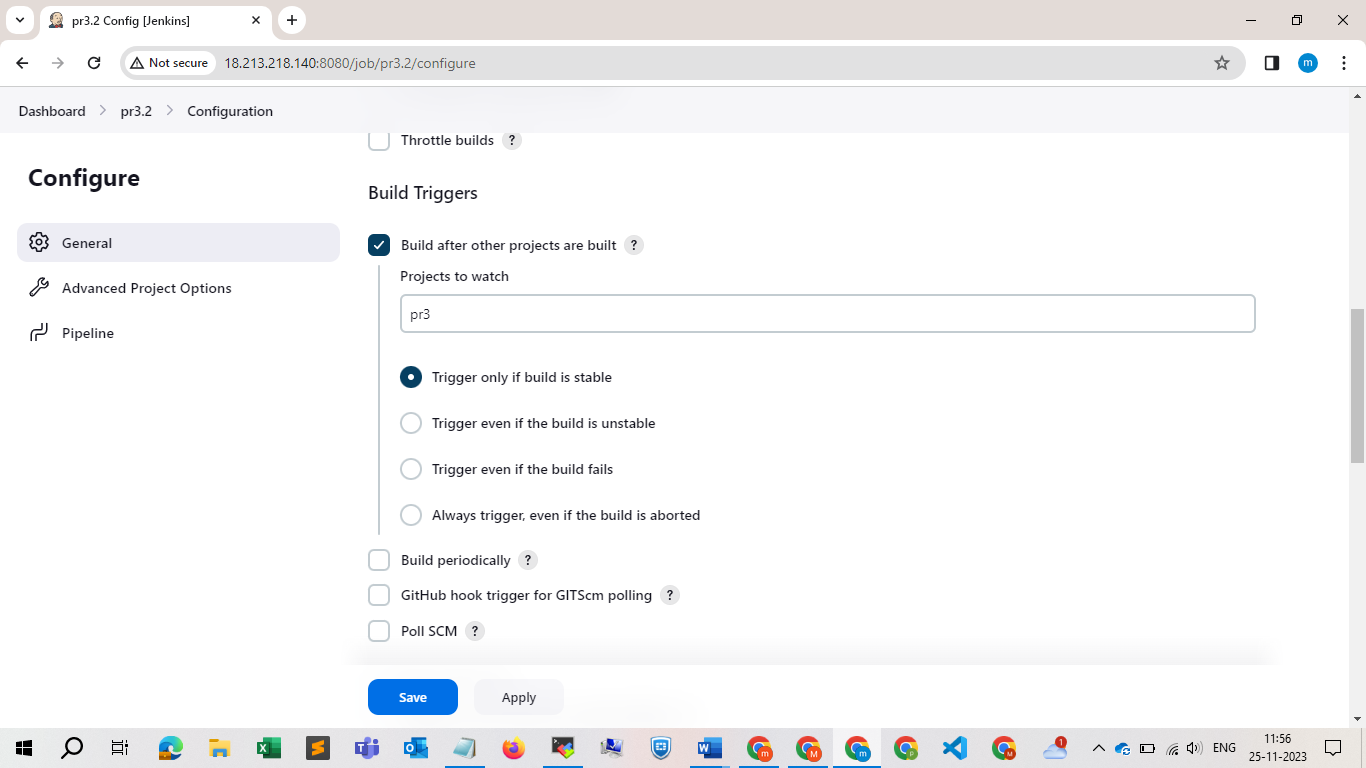 pr3.2 Config [Jenkins]
Not secure
18.213.218.140:8080/job/pr3.2/configure
m
Dashboard
pr3.2
Configuration
Configure
General
Advanced Project Options
Pipeline
Throttle builds ?
Build Triggers
Build after other projects are built ?
Projects to watch
pr3
Trigger only if build is stable
Trigger even if the build is unstable
Trigger even if the build fails
Always trigger, even if the build is aborted
Build periodically ?
GitHub hook trigger for GITScm polling ?
Poll SCM ?
Save
Apply
1
ENG
11:56
25-11-2023